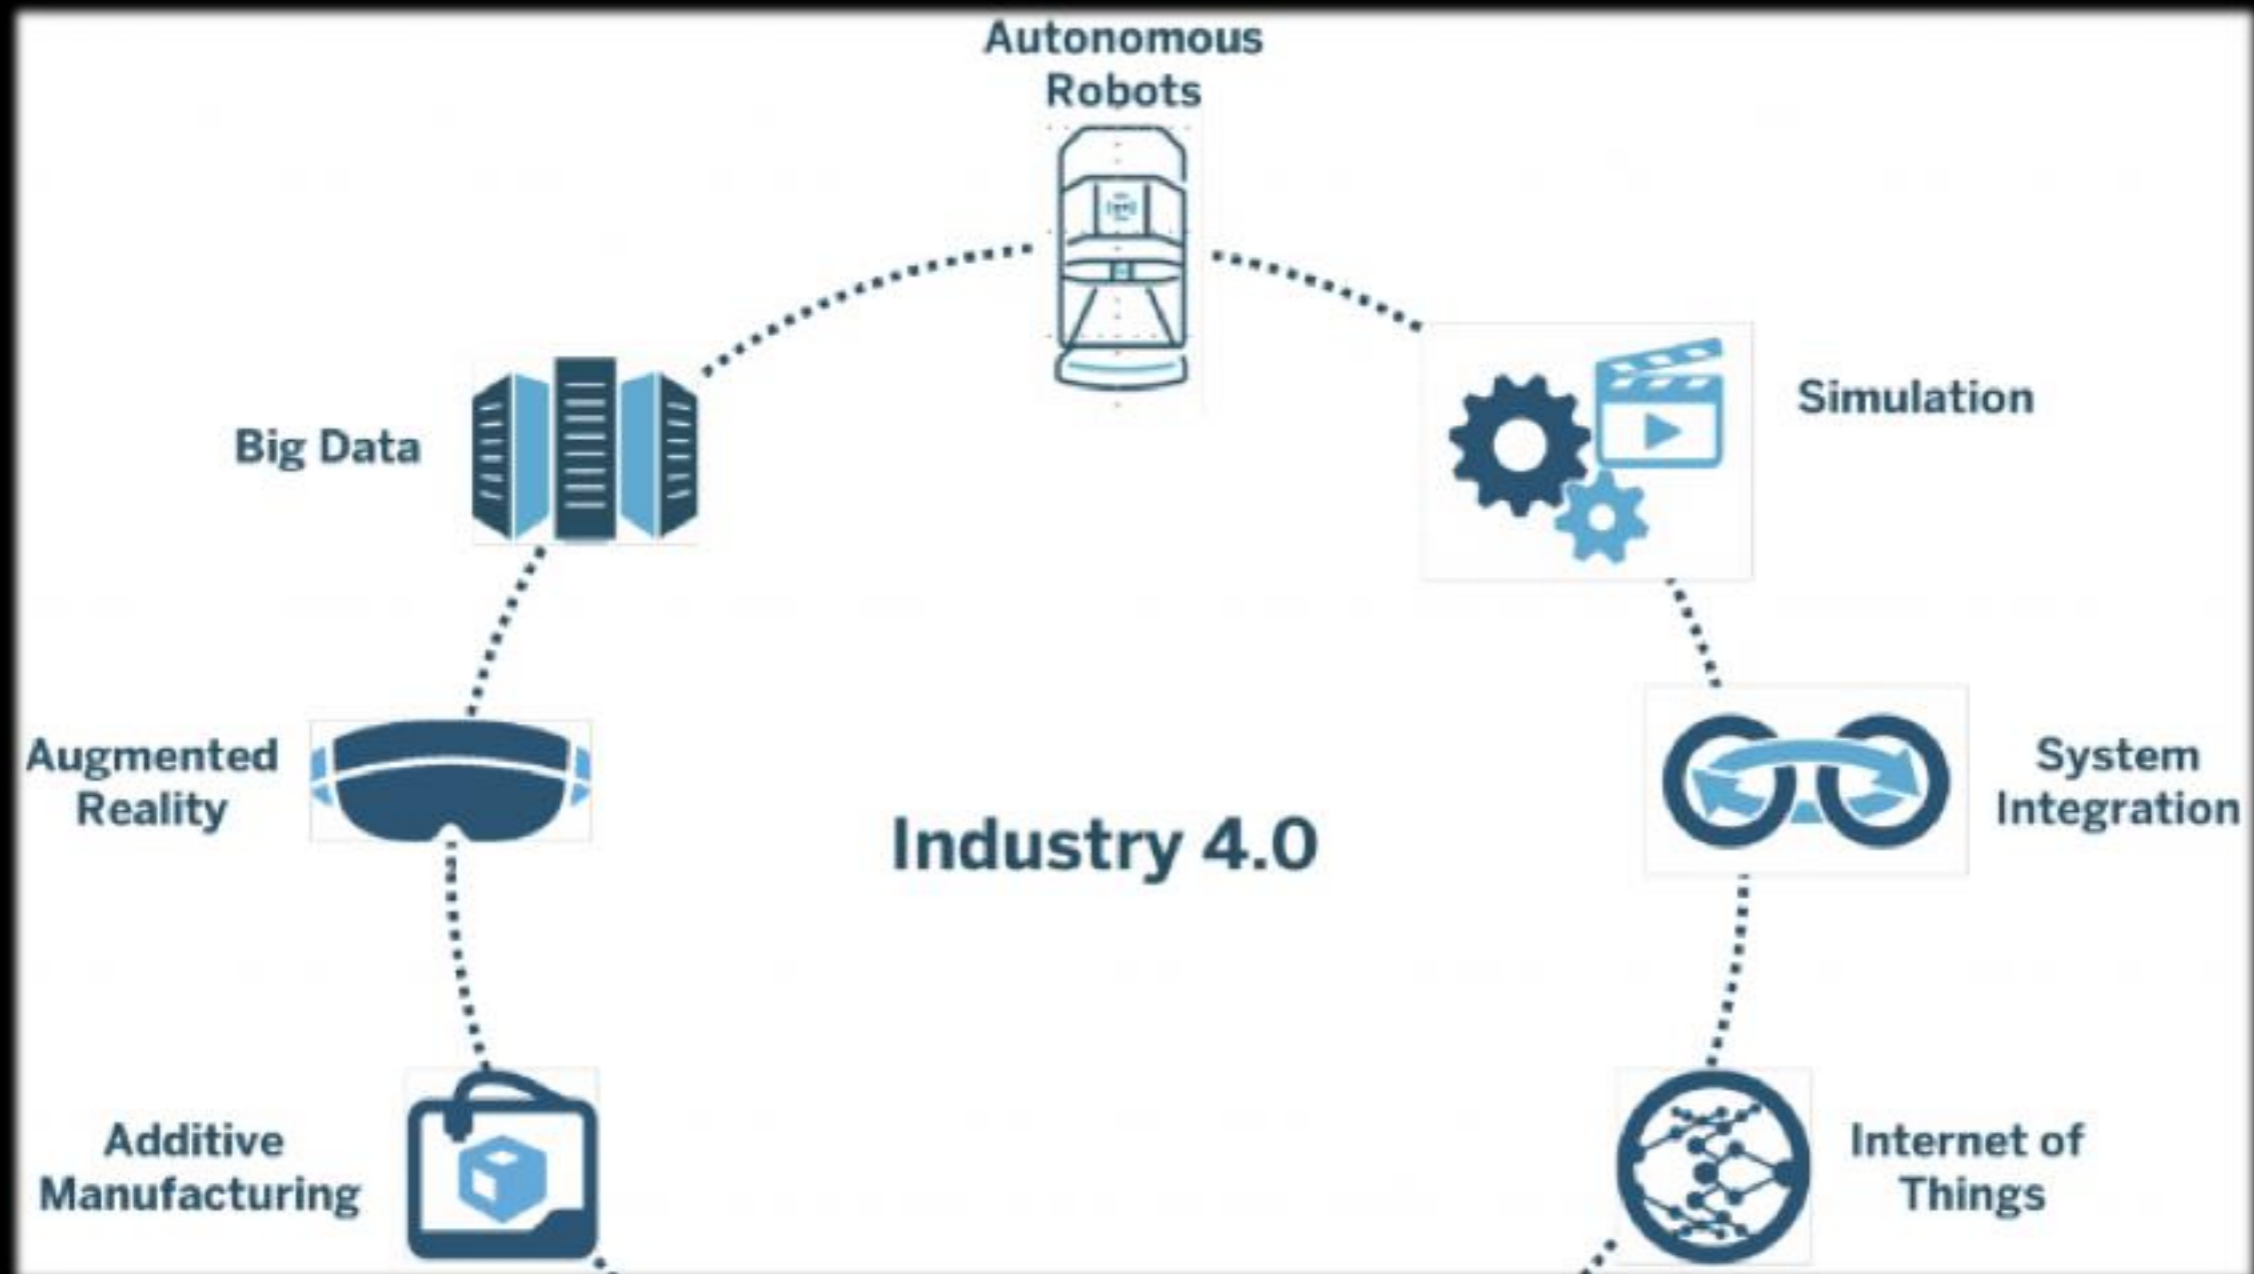 Autonomous
Robots
Big Data
Simulation
Augmented
Reality
System
Integration
Industry 4.0
Additive
Manufacturing
Internet of
Things